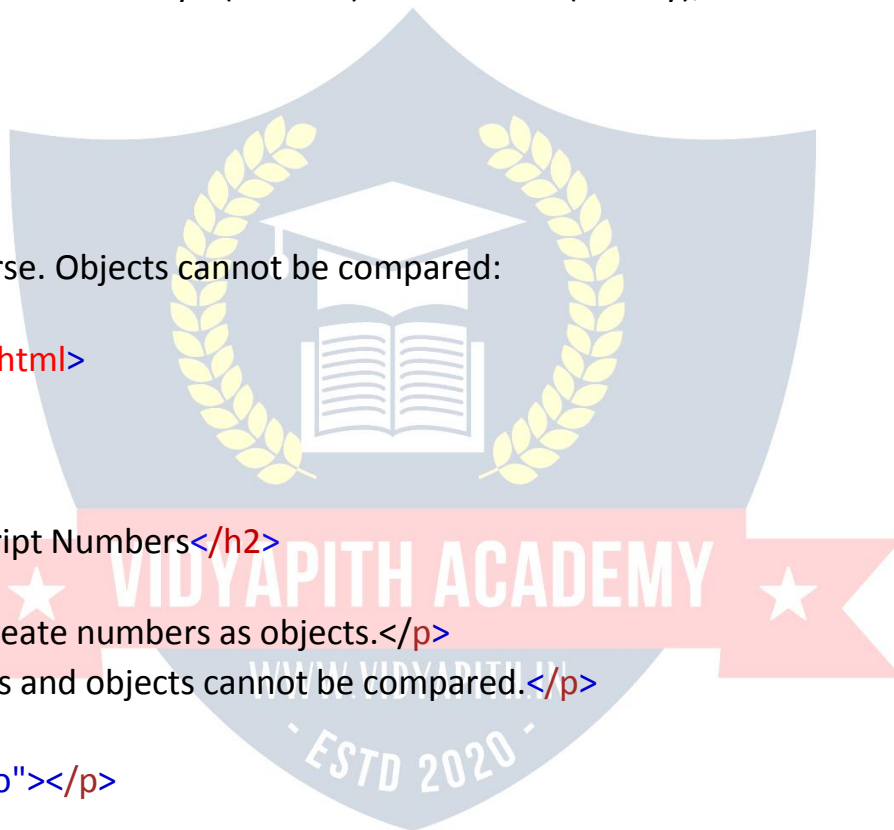 rse. Objects cannot be compared:
html>
ript Numbers</h2>
VIDYAPITH ACADEMY
eate numbers as objects.</p>
s and objects cannot be compared.</p>
WWW.VIDYAPITH.IN
o"></p>
- ESTD 2020 -